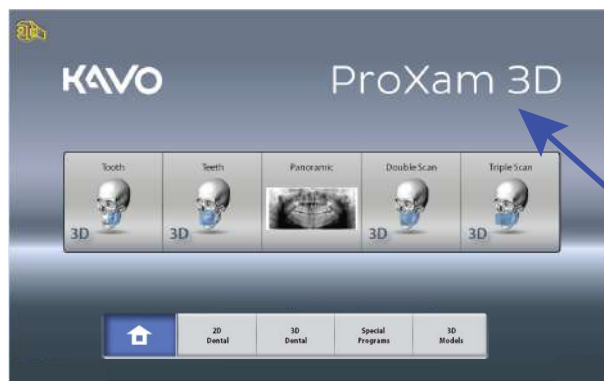 KAVO
ProXam 3D
Tooth
Teeth
Panoramic
Double Scan
Triple Scan
3D
3D
3D
3D
2D
Dental
3D
Dental
Special
Programs
3D
Models